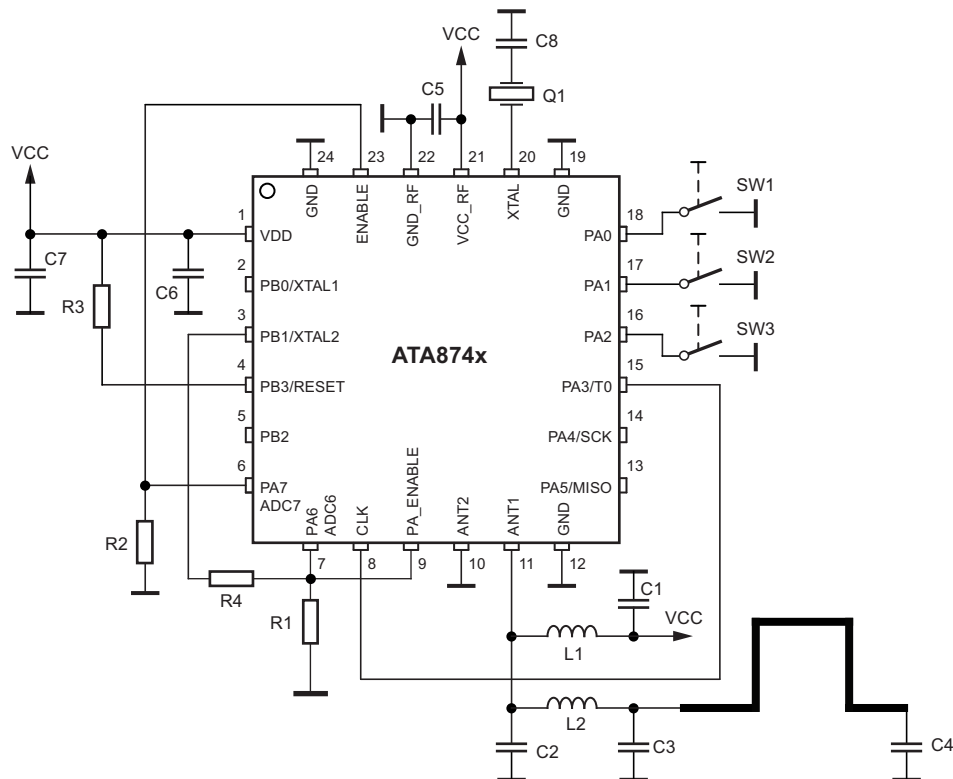 C8
VCC
C5
Q1
24
23
22
21
20
19
VCC
GND
ENABLE
GND_RF
VCC_RF
XTAL
GND
SW1
18
1
VDD
PA0
C7
2
17
SW2
C6
PB0/XTAL1
PA1
R3
3
16
SW3
PB1/XTAL2
PA2
ATA874x
4
15
PB3/RESET
PA3/T0
5
14
PB2
PA4/SCK
6
13
PA7
ADC7
PA5/MISO
PA6
ADC6
CLK
PA_ENABLE
ANT2
ANT1
GND
R2
7
8
9
10
11
12
R4
C1
R1
VCC
L1
L2
C2
C3
C4